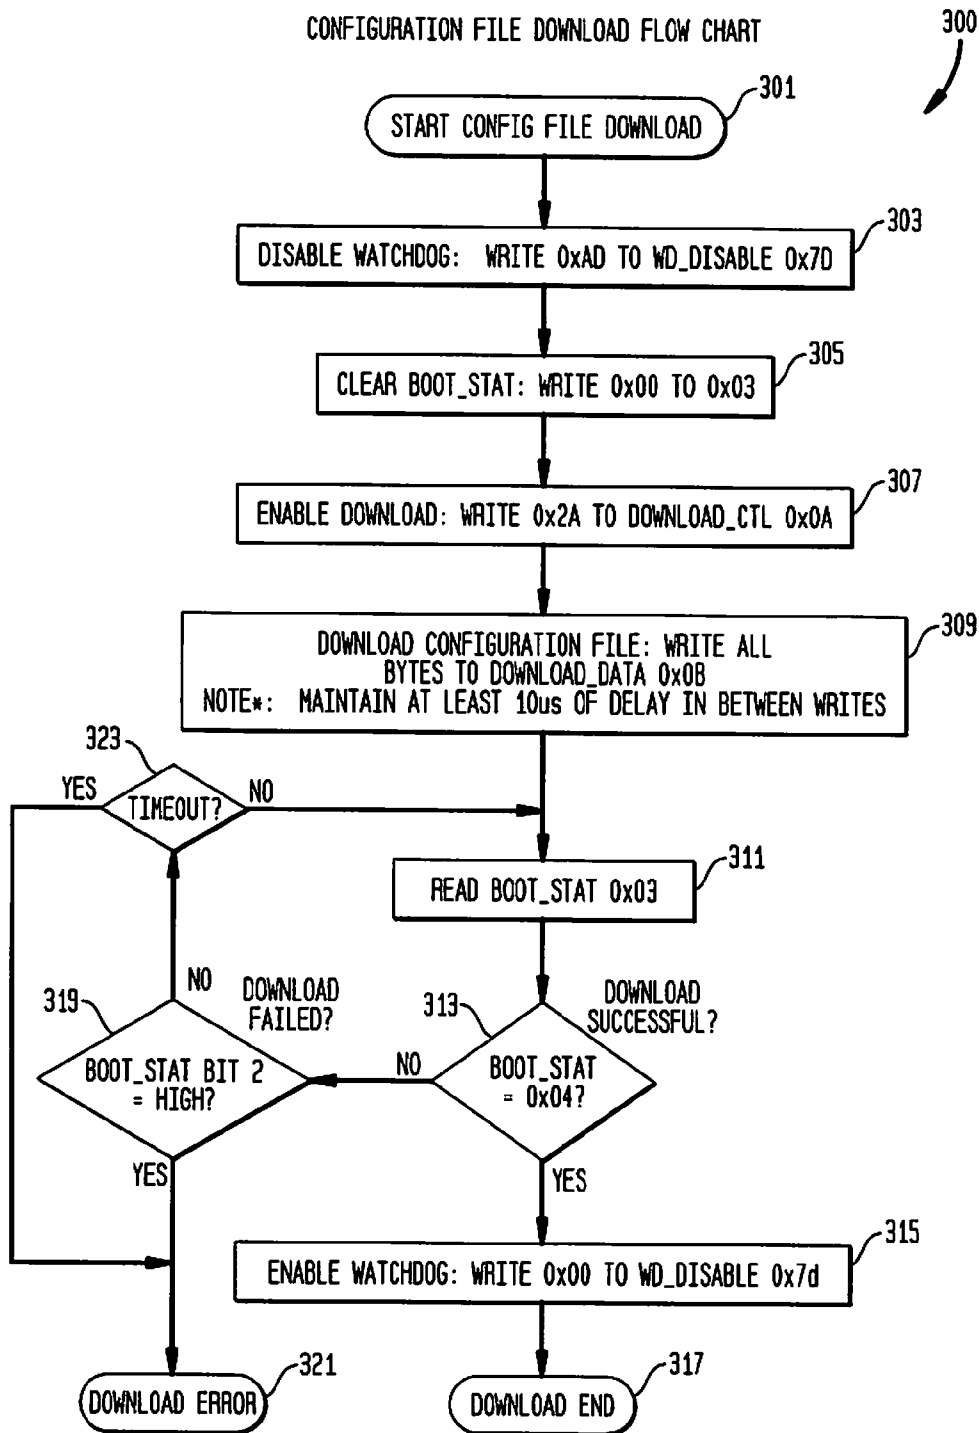 CONFIGURATION FILE DOWNLOAD FLOW CHART
300
301
START CONFIG FILE DOWNLOAD
303
DISABLE WATCHDOG: WRITE 0xAD TO WD_DISABLE 0x7D
305
CLEAR BOOT_STAT: WRITE 0x00 TO 0x03
307
ENABLE DOWNLOAD: WRITE 0x2A TO DOWNLOAD_CTL 0x0A
309
DOWNLOAD CONFIGURATION FILE: WRITE ALL
BYTES TO DOWNLOAD_DATA 0x0B
NOTE*: MAINTAIN AT LEAST 10us OF DELAY IN BETWEEN WRITES
323
YES
TIMEOUT?
NO
311
READ BOOT_STAT 0x03
NO
319
DOWNLOAD
FAILED?
BOOT_STAT BIT 2
= HIGH?
YES
313
DOWNLOAD
SUCCESSFUL?
NO
BOOT_STAT
= 0x04?
YES
315
ENABLE WATCHDOG: WRITE 0x00 TO WD_DISABLE 0x7d
321
DOWNLOAD ERROR
317
DOWNLOAD END